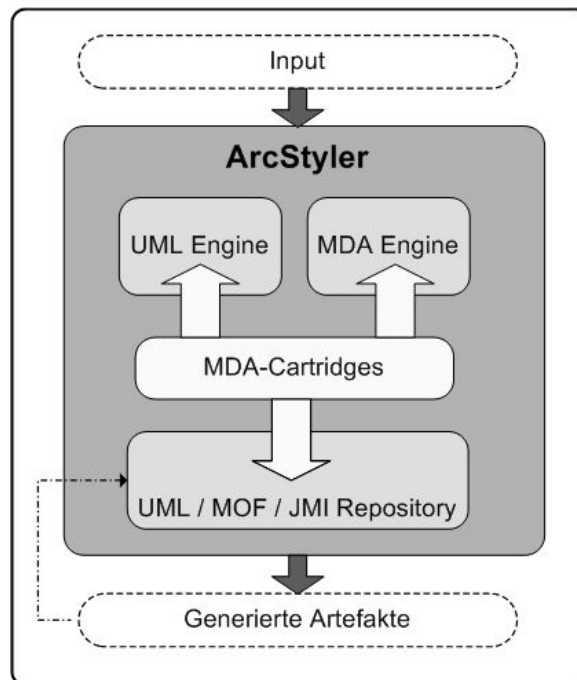 Input
ArcStyler
UML Engine
MDA Engine
MDA-Cartridges
UML / MOF / JMI Repository
Generierte Artefakte